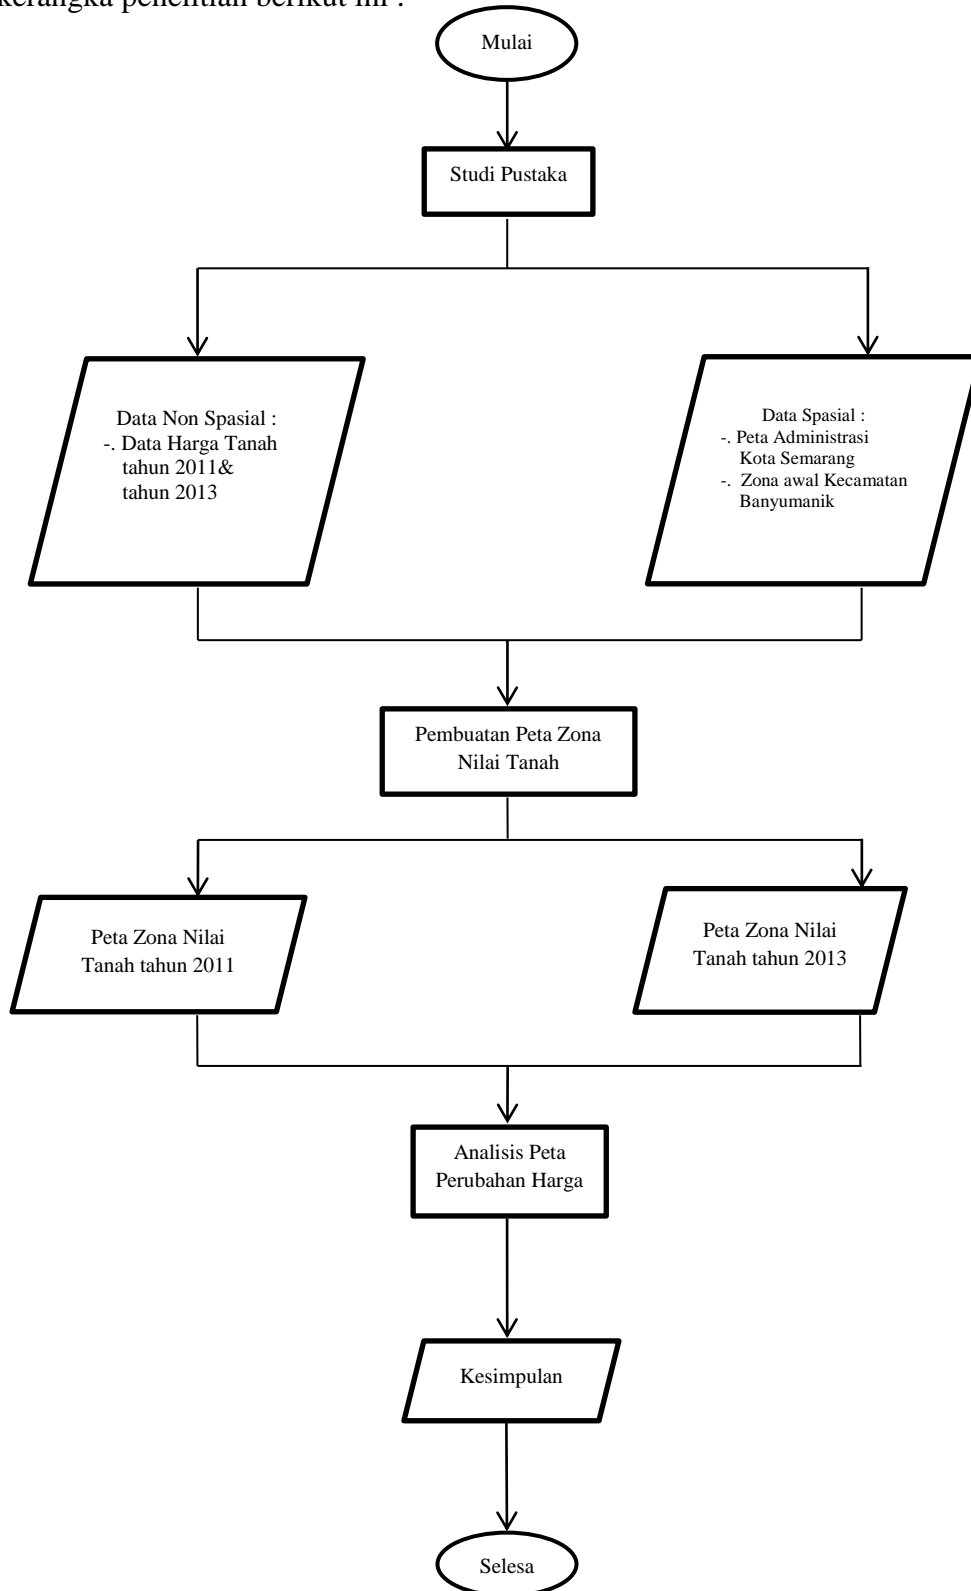 kerangka penelitian berikut ini :
Mulai
Studi Pustaka
Data Non Spasial :
-. Data Harga Tanah
tahun 2011&
tahun 2013
Data Spasial :
-. Peta Administrasi
Kota Semarang
-. Zona awal Kecamatan
Banyumanik
Pembuatan Peta Zona
Nilai Tanah
Peta Zona Nilai
Tanah tahun 2011
Peta Zona Nilai
Tanah tahun 2013
Analisis Peta
Perubahan Harga
Kesimpulan
Selesa